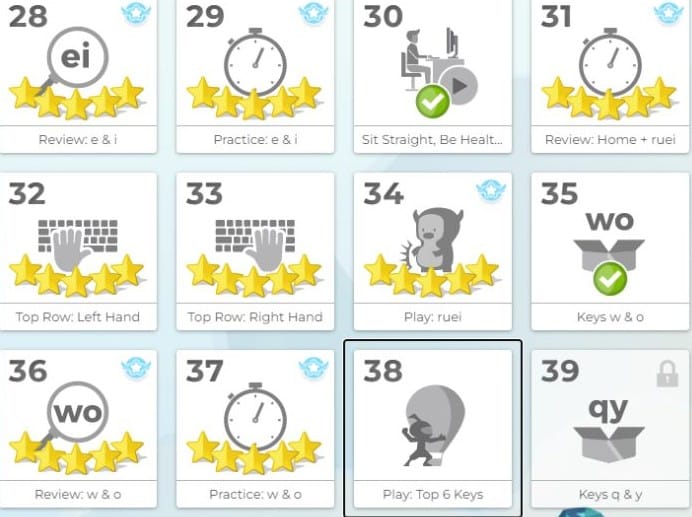 28
29
30
31
ei
Review: e & i
Practice: e & i
Sit Straight, Be Healt...
Review: Home + ruei
32
33
34
35
wo
Top Row: Left Hand
Top Row: Right Hand
Play: ruei
Keys w & o
36
37
38
39
wo
qy
Review: w & o
Practice: w & o
Play: Top 6 Keys
Keys q & y